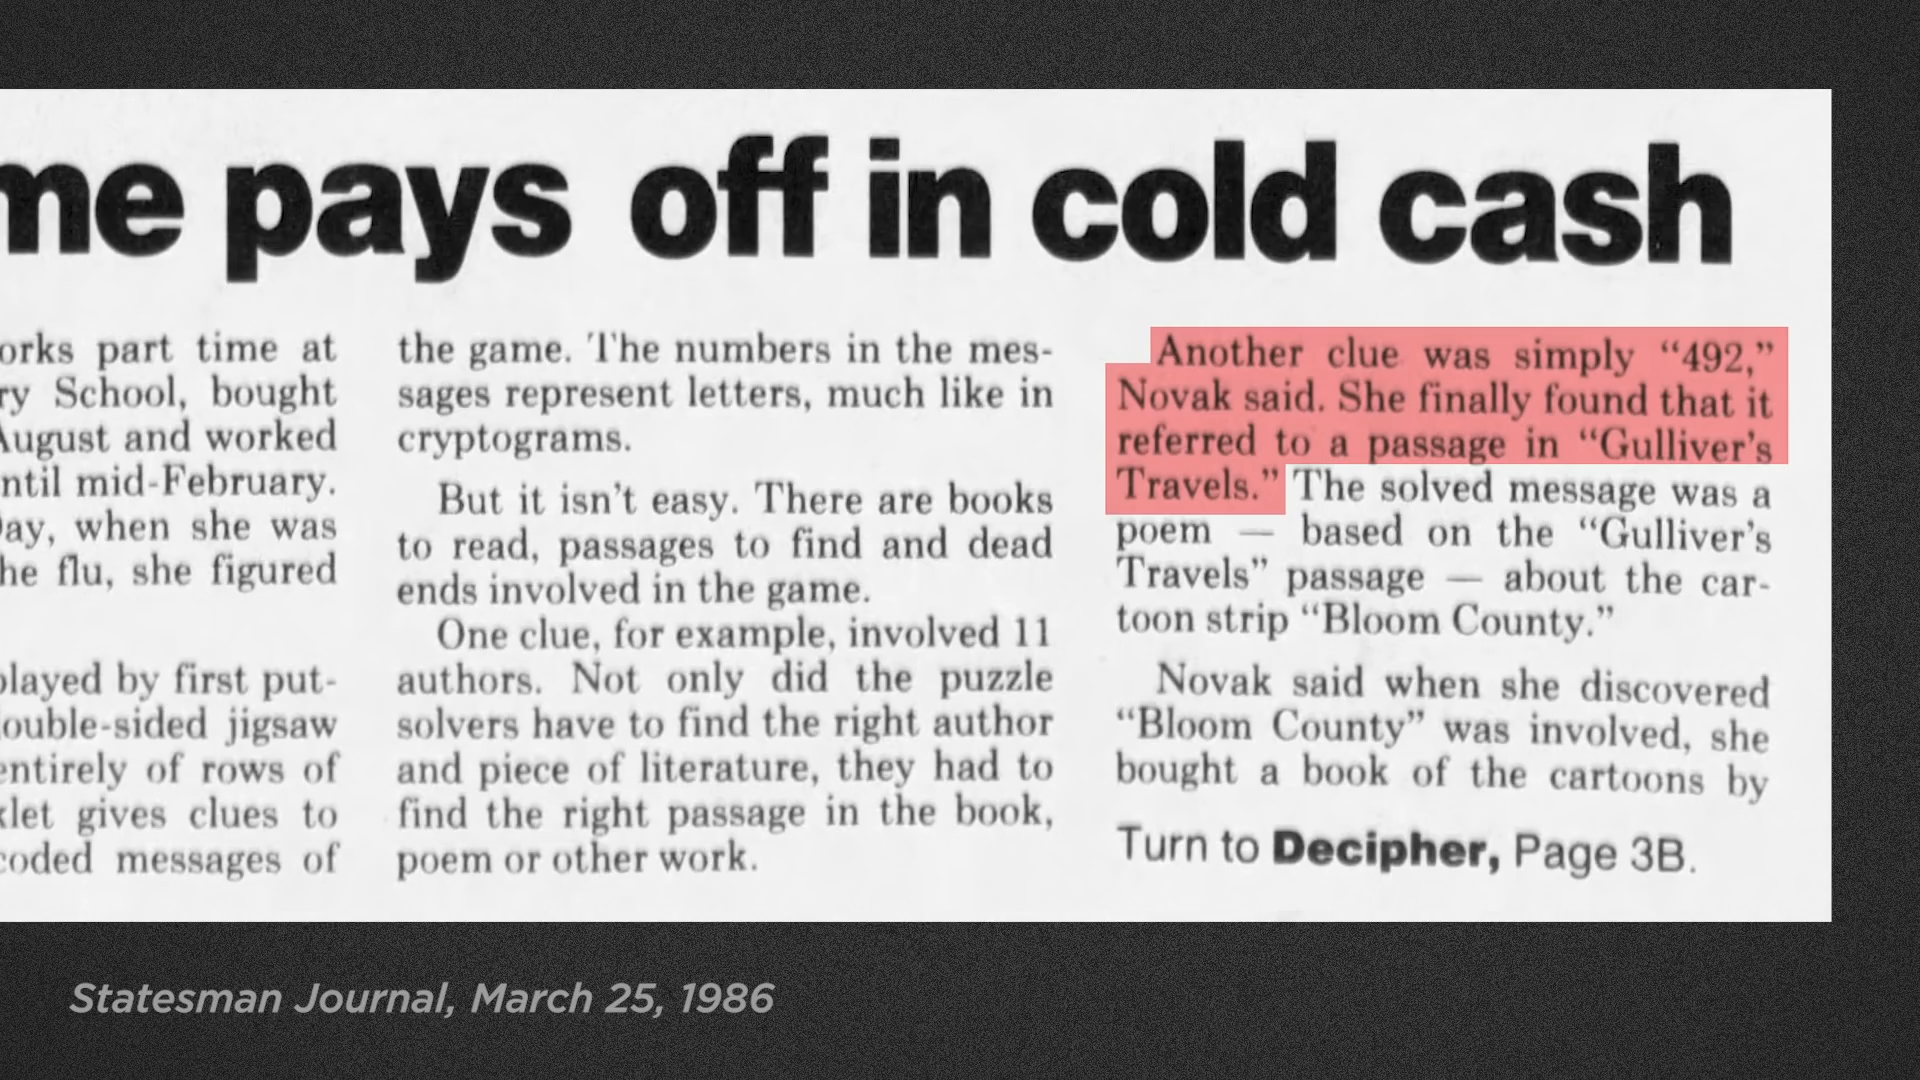 me pays off in cold cash
orks part time at
ry School, bought
August and worked
ntil mid-February.
ay, when she was
he flu, she figured
played by first put-
ouble-sided jigsaw
entirely of rows of
klet gives clues to
coded messages of
the game. The numbers in the mes-
sages represent letters, much like in
cryptograms.
But it isn't easy. There are books
to read, passages to find and dead
ends involved in the game.
One clue, for example, involved 11
authors. Not only did the puzzle
solvers have to find the right author
and piece of literature, they had to
find the right passage in the book,
poem or other work.
Another clue was simply “492,”
Novak said. She finally found that it
referred to a passage in “Gulliver's
Travels.” The solved message was a
poem — based on the “Gulliver's
Travels” passage — about the car-
toon strip “Bloom County.”
Novak said when she discovered
“Bloom County” was involved, she
bought a book of the cartoons by
Turn to Decipher, Page 3B.
Statesman Journal, March 25, 1986